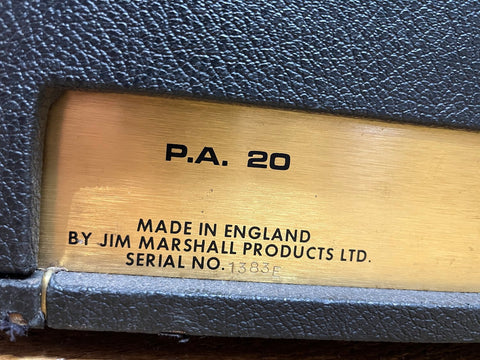 P.A. 20
MADE IN ENGLAND
BY JIM MARSHALL PRODUCTS LTD.
SERIAL NO. 1383E